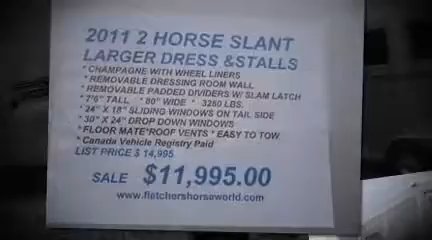 2011 2 HORSE SLANT
LARGER DRESS &STALLS
* CHAMPAGNE WITH WHEEL LINERS
* REMOVABLE DRESSING ROOM WALL
* REMOVABLE PADDED DIVIDERS W/ SLAM LATCH
* 7'6" TALL * 80" WIDE * 3260 LBS.
* 24" X 18" SLIDING WINDOWS ON TAIL SIDE
* 30" X 24" DROP DOWN WINDOWS
* FLOOR MATE*ROOF VENTS * EASY TO TOW
* Canada Vehicle Registry Paid
LIST PRICE $ 14,995
SALE $11,995.00
www.fletchershorseworld.com